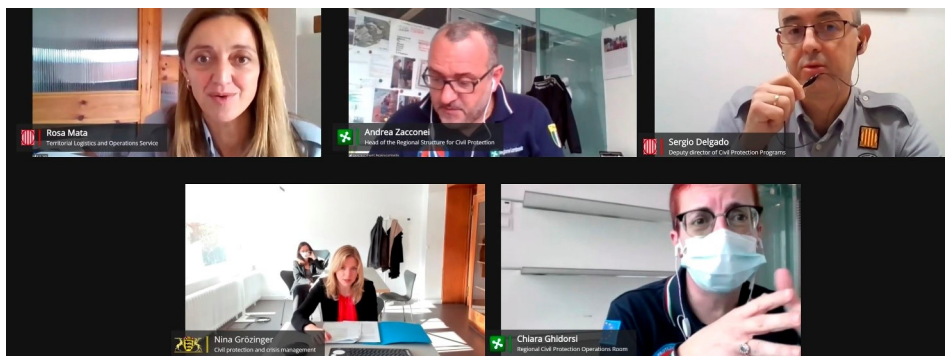 Rosa Mata
Territorial Logistics and Operations Service
Andrea Zacconei
Head of the Regional Structure for Civil Protection
Sergio Delgado
Deputy director of Civil Protection Programs
Nina Grözinger
Civil protection and crisis management
Chiara Ghidorsi
Regional Civil Protection Operations Room